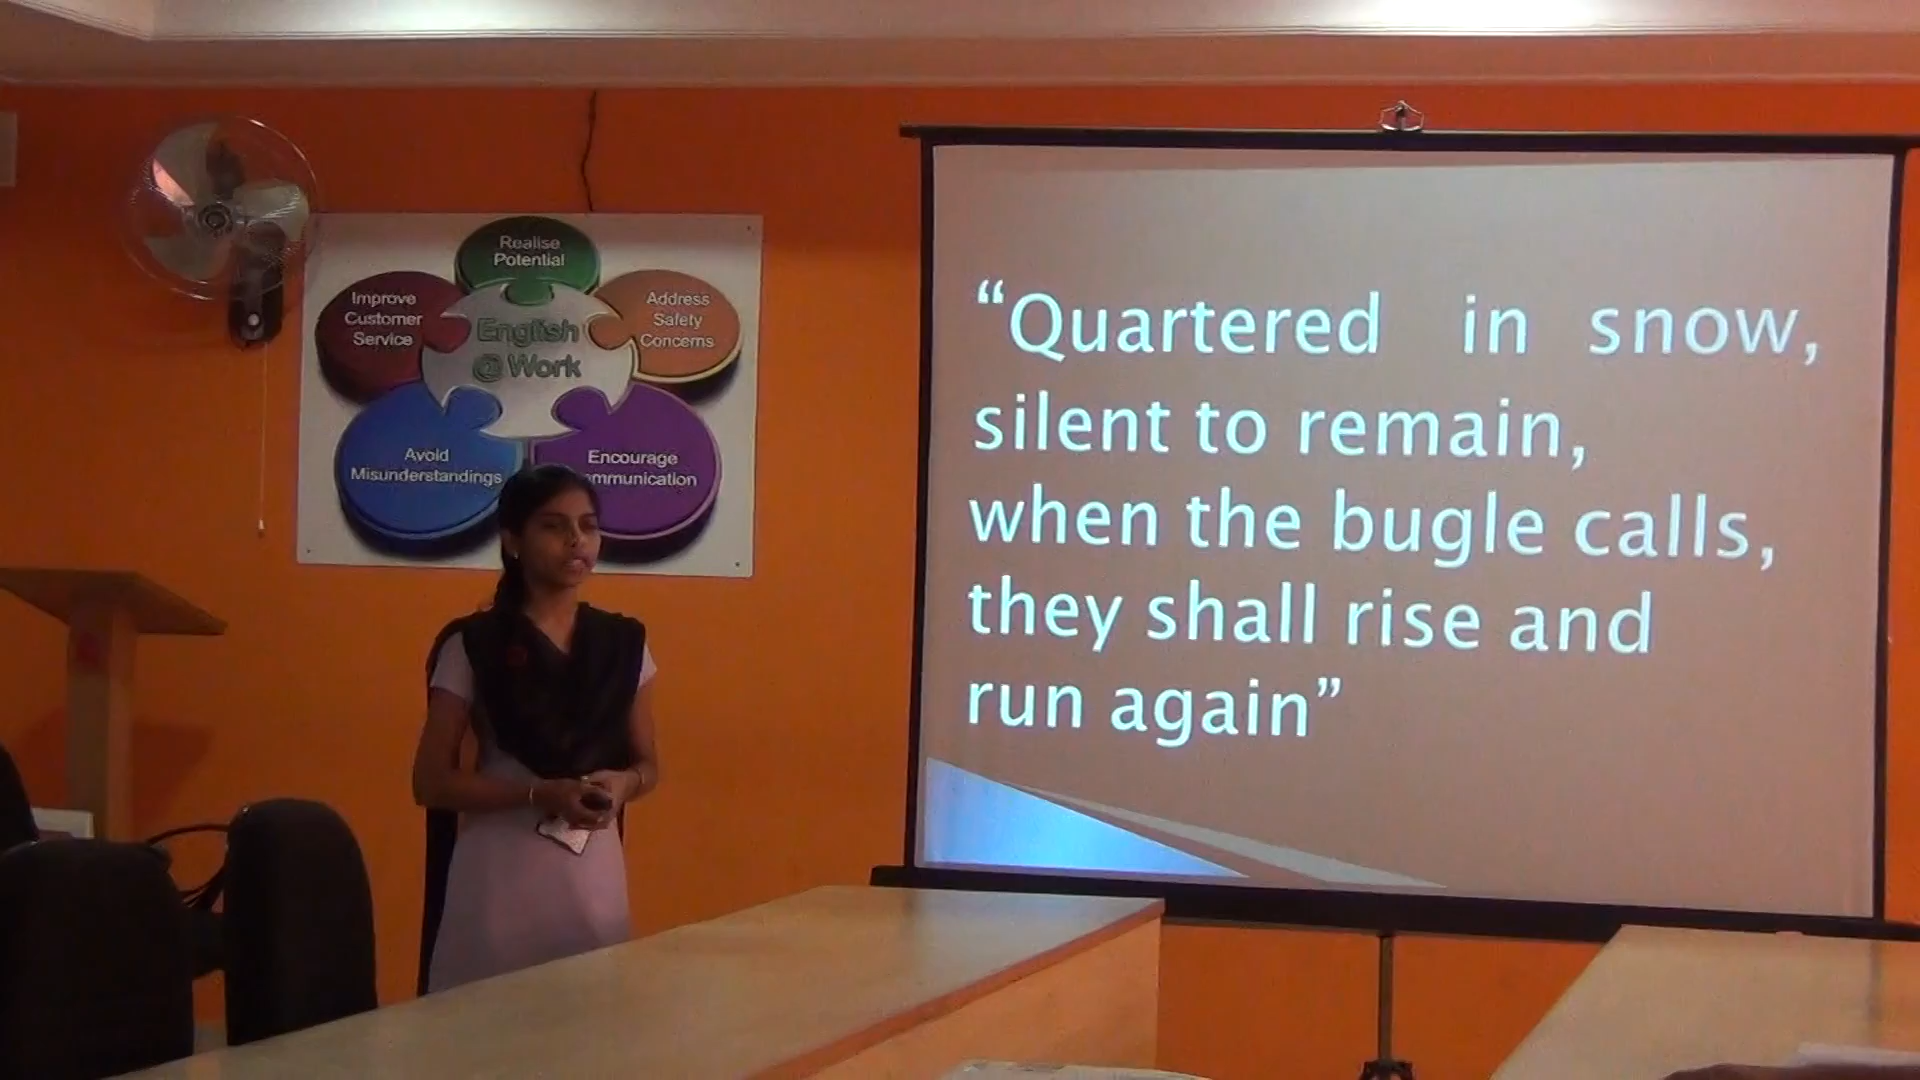 Realise
Potential
Improve
Customer
Service
Address
Safety
Concerns
English
@ Work
Avoid
Misunderstandings
Encourage
mmunication
“Quartered in snow,
silent to remain,
when the bugle calls,
they shall rise and
run again”